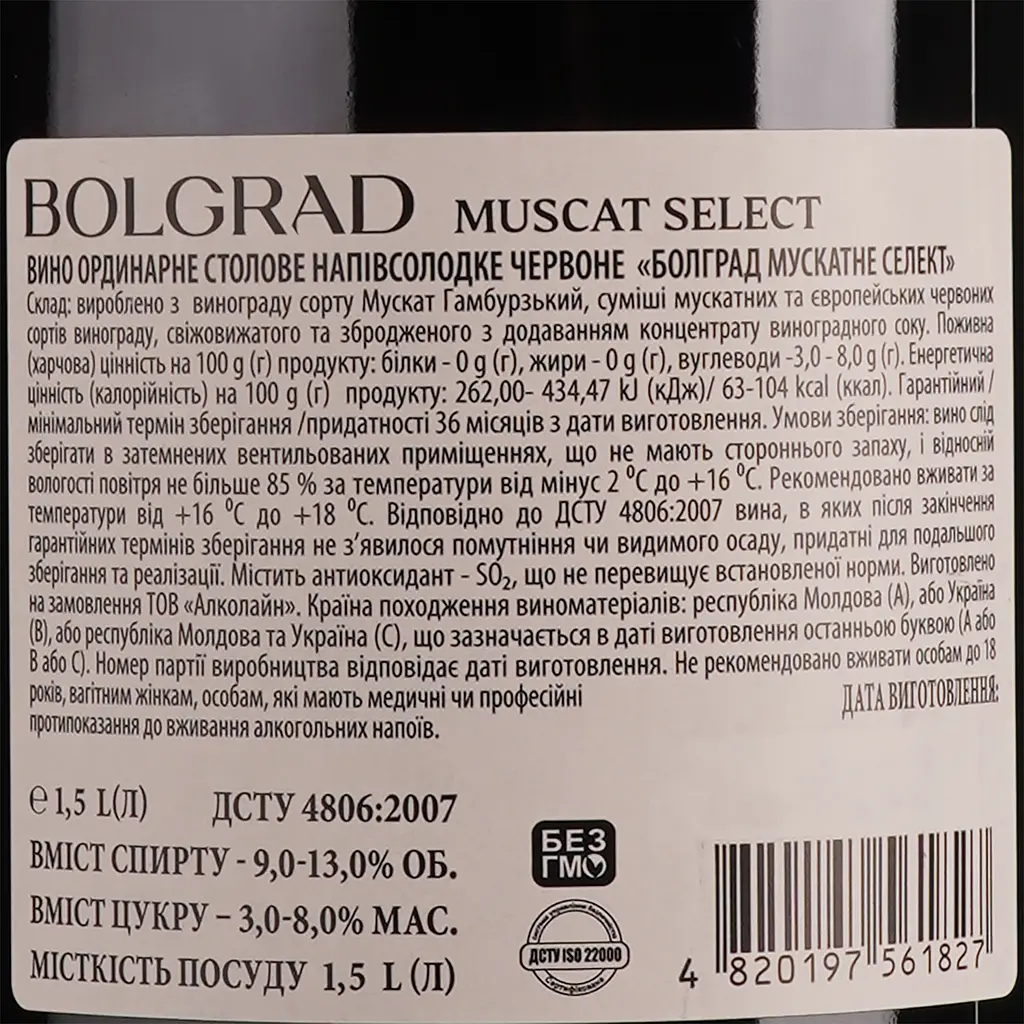 BOLGRAD MUSCAT SELECT
ВИНО ОРДИНАРНЕ СТОЛОВЕ НАПІВСОЛОДКЕ ЧЕРВОНЕ «БОЛГРАД МУСКАТНЕ СЕЛЕКТ»
Склад: вироблено з винограду сорту Мускат Гамбурзький, суміші мускатних та європейських червоних
сортів винограду, свіжовижатого та збродженого з додаванням концентрату виноградного соку. Поживна
(харчова) цінність на 100 g (г) продукту: білки - 0 g (г), жири - 0 g (г), вуглеводи -3,0 - 8,0 g (г). Енергетична
цінність (калорійність) на 100 g (г) продукту: 262,00- 434,47 kJ (кДж)/ 63-104 kcal (ккал). Гарантійний /
мінімальний термін зберігання /придатності 36 місяців з дати виготовлення. Умови зберігання: вино слід
зберігати в затемнених вентильованих приміщеннях, що не мають стороннього запаху, і відносній
вологості повітря не більше 85 % за температури від мінус 2 ⁰С до +16 ⁰С. Рекомендовано вживати за
температури від +16 ⁰С до +18 ⁰С. Відповідно до ДСТУ 4806:2007 вина, в яких після закінчення
гарантійних термінів зберігання не з’явилося помутніння чи видимого осаду, придатні для подальшого
зберігання та реалізації. Містить антиоксидант - SO₂, що не перевищує встановленої норми. Виготовлено
на замовлення ТОВ «Алколайн». Країна походження виноматеріалів: республіка Молдова (А), або Україна
(В), або республіка Молдова та Україна (С), що зазначається в даті виготовлення останньою буквою (А або
В або С). Номер партії виробництва відповідає даті виготовлення. Не рекомендовано вживати особам до 18
років, вагітним жінкам, особам, які мають медичні чи професійні
протипоказання до вживання алкогольних напоїв.
ДАТА ВИГОТОВЛЕННЯ:
℮ 1,5 L(Л) ДСТУ 4806:2007
ВМІСТ СПИРТУ - 9,0-13,0% ОБ.
ВМІСТ ЦУКРУ – 3,0-8,0% МАС.
МІСТКІСТЬ ПОСУДУ 1,5 L (Л)
БЕЗ
ГМО
ДСТУ ISO 22000
Сертифікована
4 820197 561827